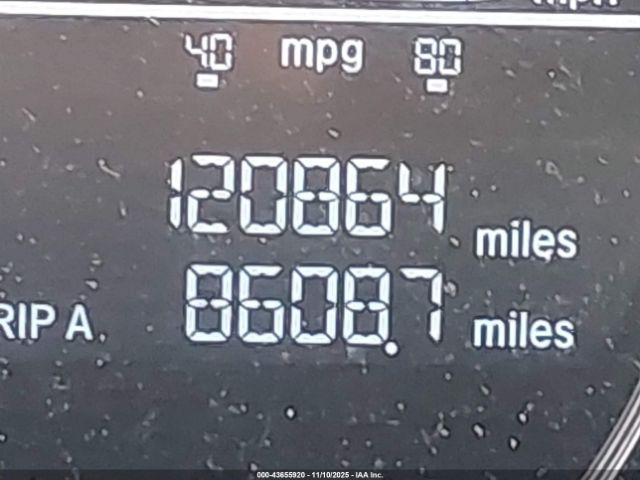 40 mpg 80
120864 miles
RIP A 8608.7 miles
000-43655920 - 11/10/2025 - IAA Inc.